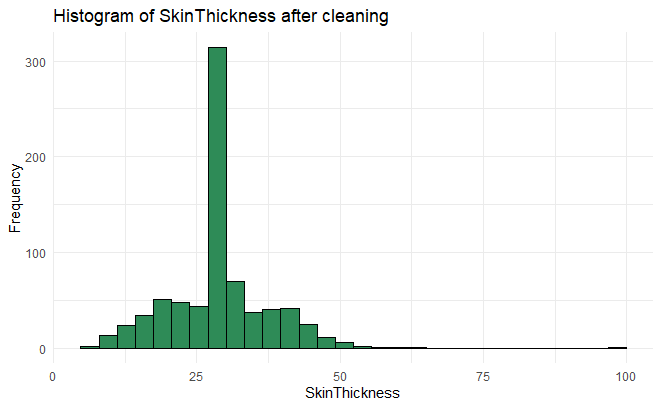 Histogram of SkinThickness after cleaning
300
200
100
0
Frequency
0 25 50 75 100
SkinThickness